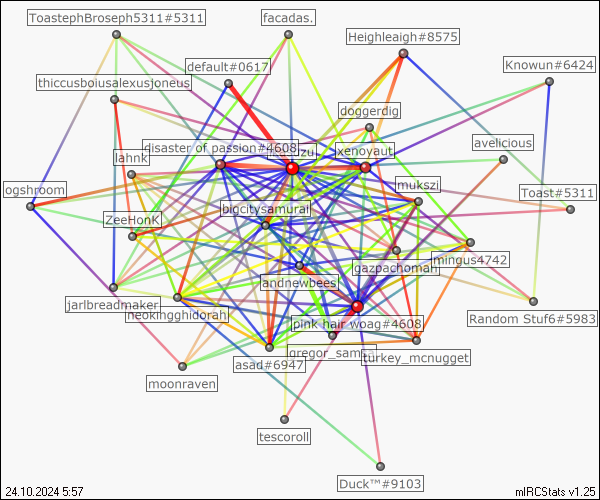 ToastephBroseph5311#5311
facadas.
Heighleaigh#8575
default#0617
Knowun#6424
thiccusboiusalexusjoneus
doggerdig
avelicious
disaster of passion#4608
xenoyaut
lahnk
mukszi
ogshroom
Toast#5311
bigcitysamurai
ZeeHonK
mingus4742
gazpachoman
andnewbees
jarlbreadmaker
neokingghidorah
Random Stuf6#5983
pink hair woag#4608
gregor_samsa
turkey_mcnugget
asad#6947
moonraven
tescoroll
Duck™#9103
24.10.2024 5:57
mIRCStats v1.25